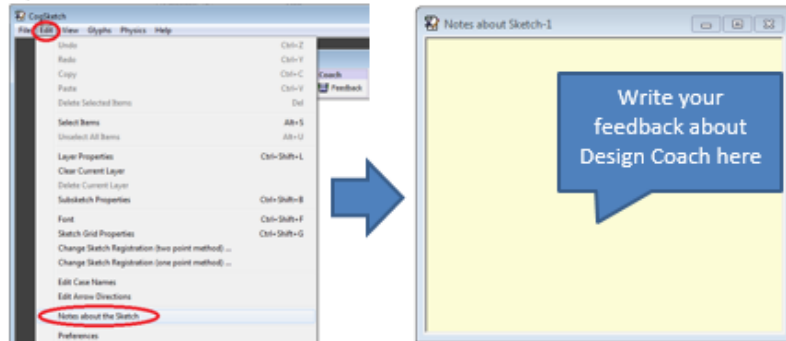 CogSketch
File Edit View Glyphs Physics Help
Undo Ctrl+Z
Redo Ctrl+Y
Copy Ctrl+C
Paste Ctrl+V
Delete Selected Items Del
Select Items Alt+S
Unselect All Items Alt+U
Layer Properties Ctrl+Shift+L
Clear Current Layer
Delete Current Layer
Subsketch Properties Ctrl+Shift+B
Font Ctrl+Shift+F
Sketch Grid Properties Ctrl+Shift+G
Change Sketch Registration (two point method) ...
Change Sketch Registration (one point method) ...
Edit Case Names
Edit Arrow Directions
Notes about the Sketch
Preferences
Coach
Feedback
Notes about Sketch-1
Write your
feedback about
Design Coach here